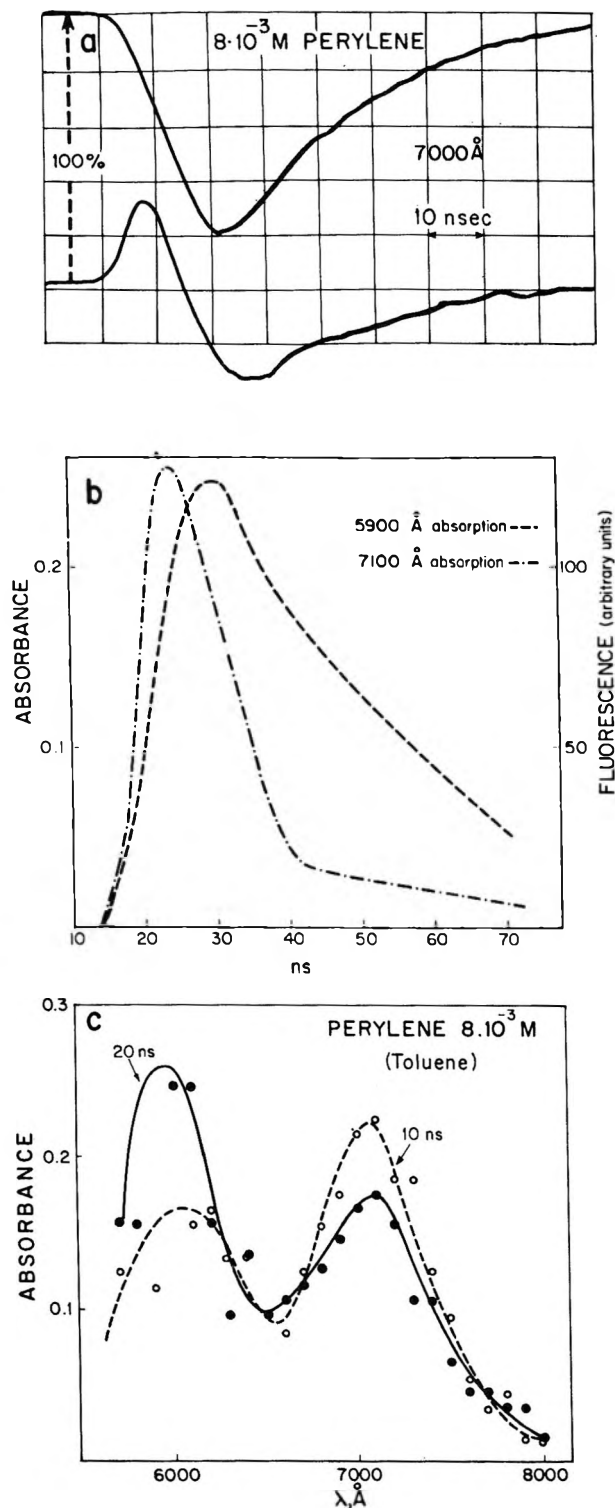 a
8·10⁻³M PERYLENE
100%
7000Å
10 nsec
b
5900 Å absorption
7100 Å absorption
0.2
0.1
ABSORBANCE
100
50
FLUORESCENCE (arbitrary units)
10 20 30 40 50 60 70
ns
c
PERYLENE 8.10⁻³M
(Toluene)
20 ns
10 ns
0.3
0.2
0.1
ABSORBANCE
6000 7000 8000
λ,Å